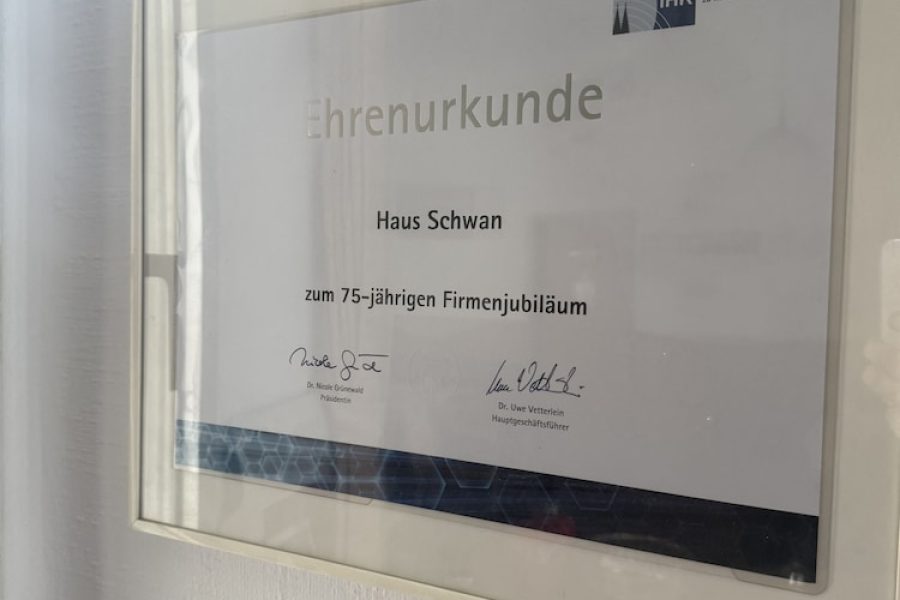 IHK
Ehrenurkunde
Haus Schwan
zum 75-jährigen Firmenjubiläum
Dr. Nicole Grünewald
Präsidentin
Dr. Uwe Vetterlein
Hauptgeschäftsführer